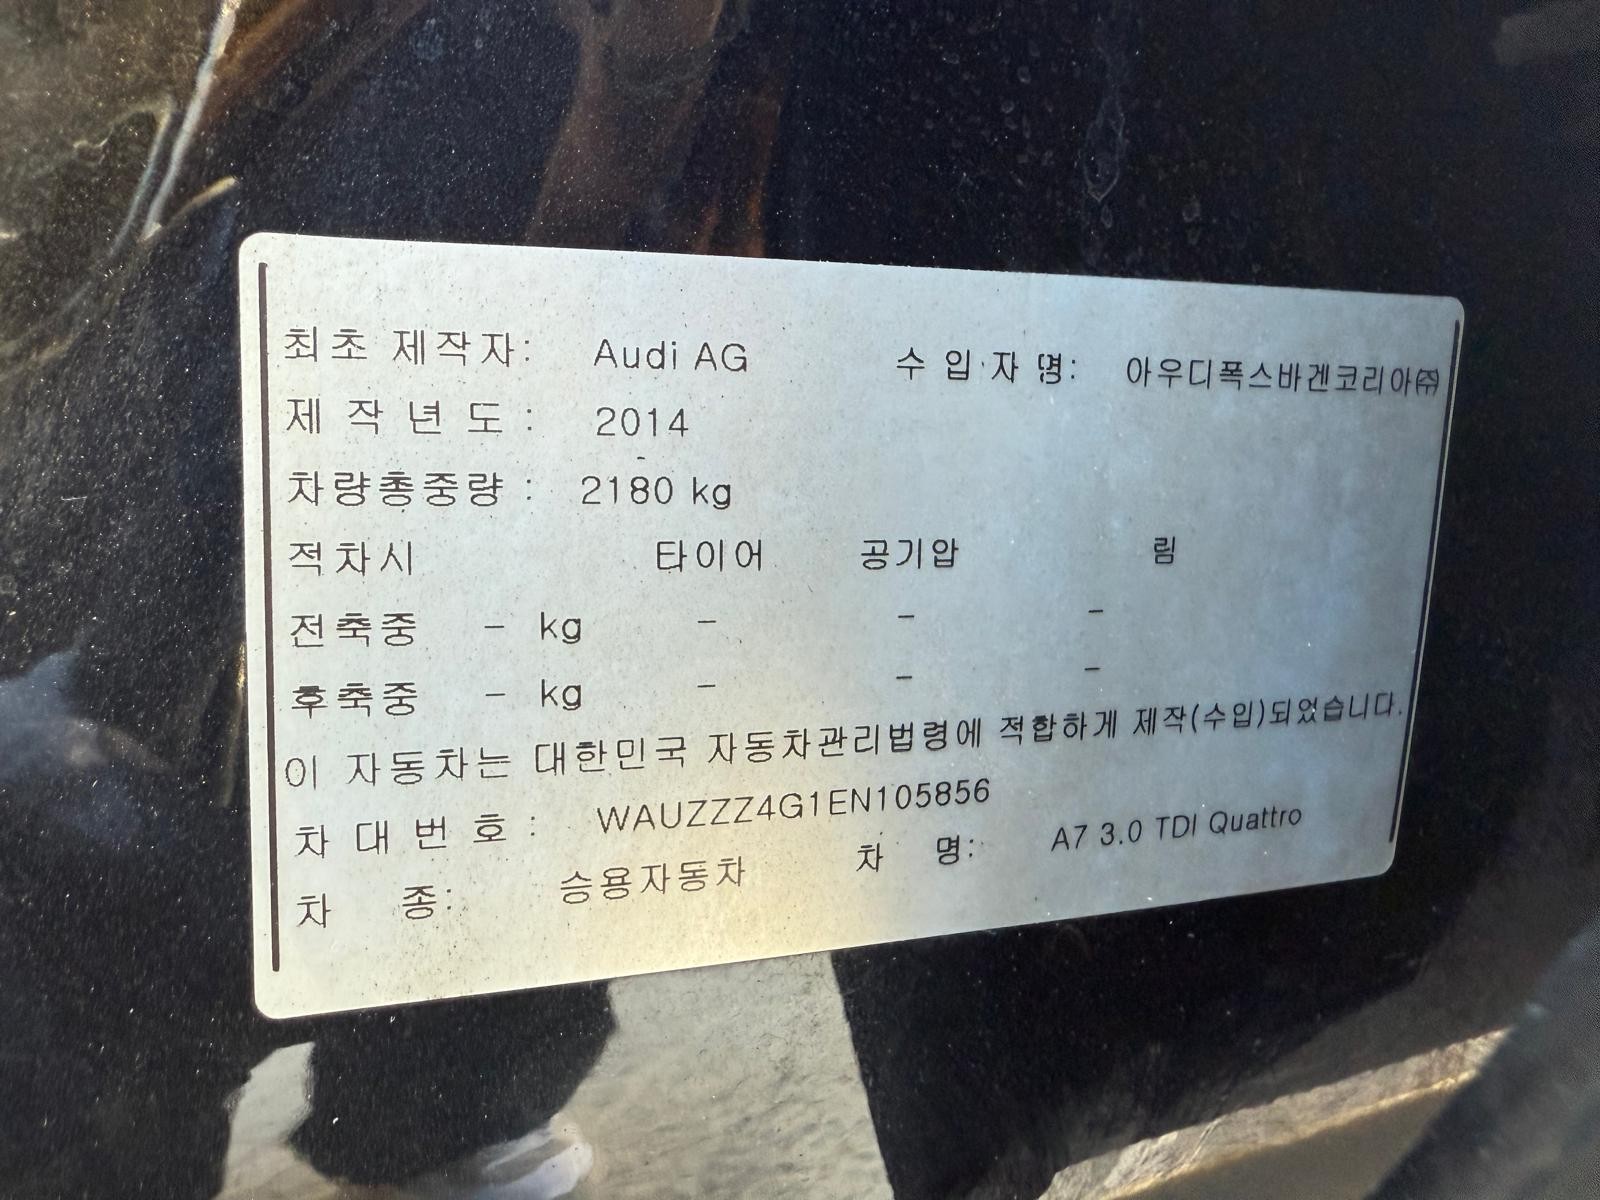 최초 제작자: Audi AG 수 입 자 명: 아우디폭스바겐코리아㈜
제 작 년 도 : 2014
차량총중량 : 2180 kg
적차시 타이어 공기압 림
전축중 - kg - - -
후축중 - kg - - -
이 자동차는 대한민국 자동차관리법령에 적합하게 제작(수입)되었습니다.
차 대 번 호 : WAUZZZ4G1EN105856
차 종: 승용자동차 차 명: A7 3.0 TDI Quattro